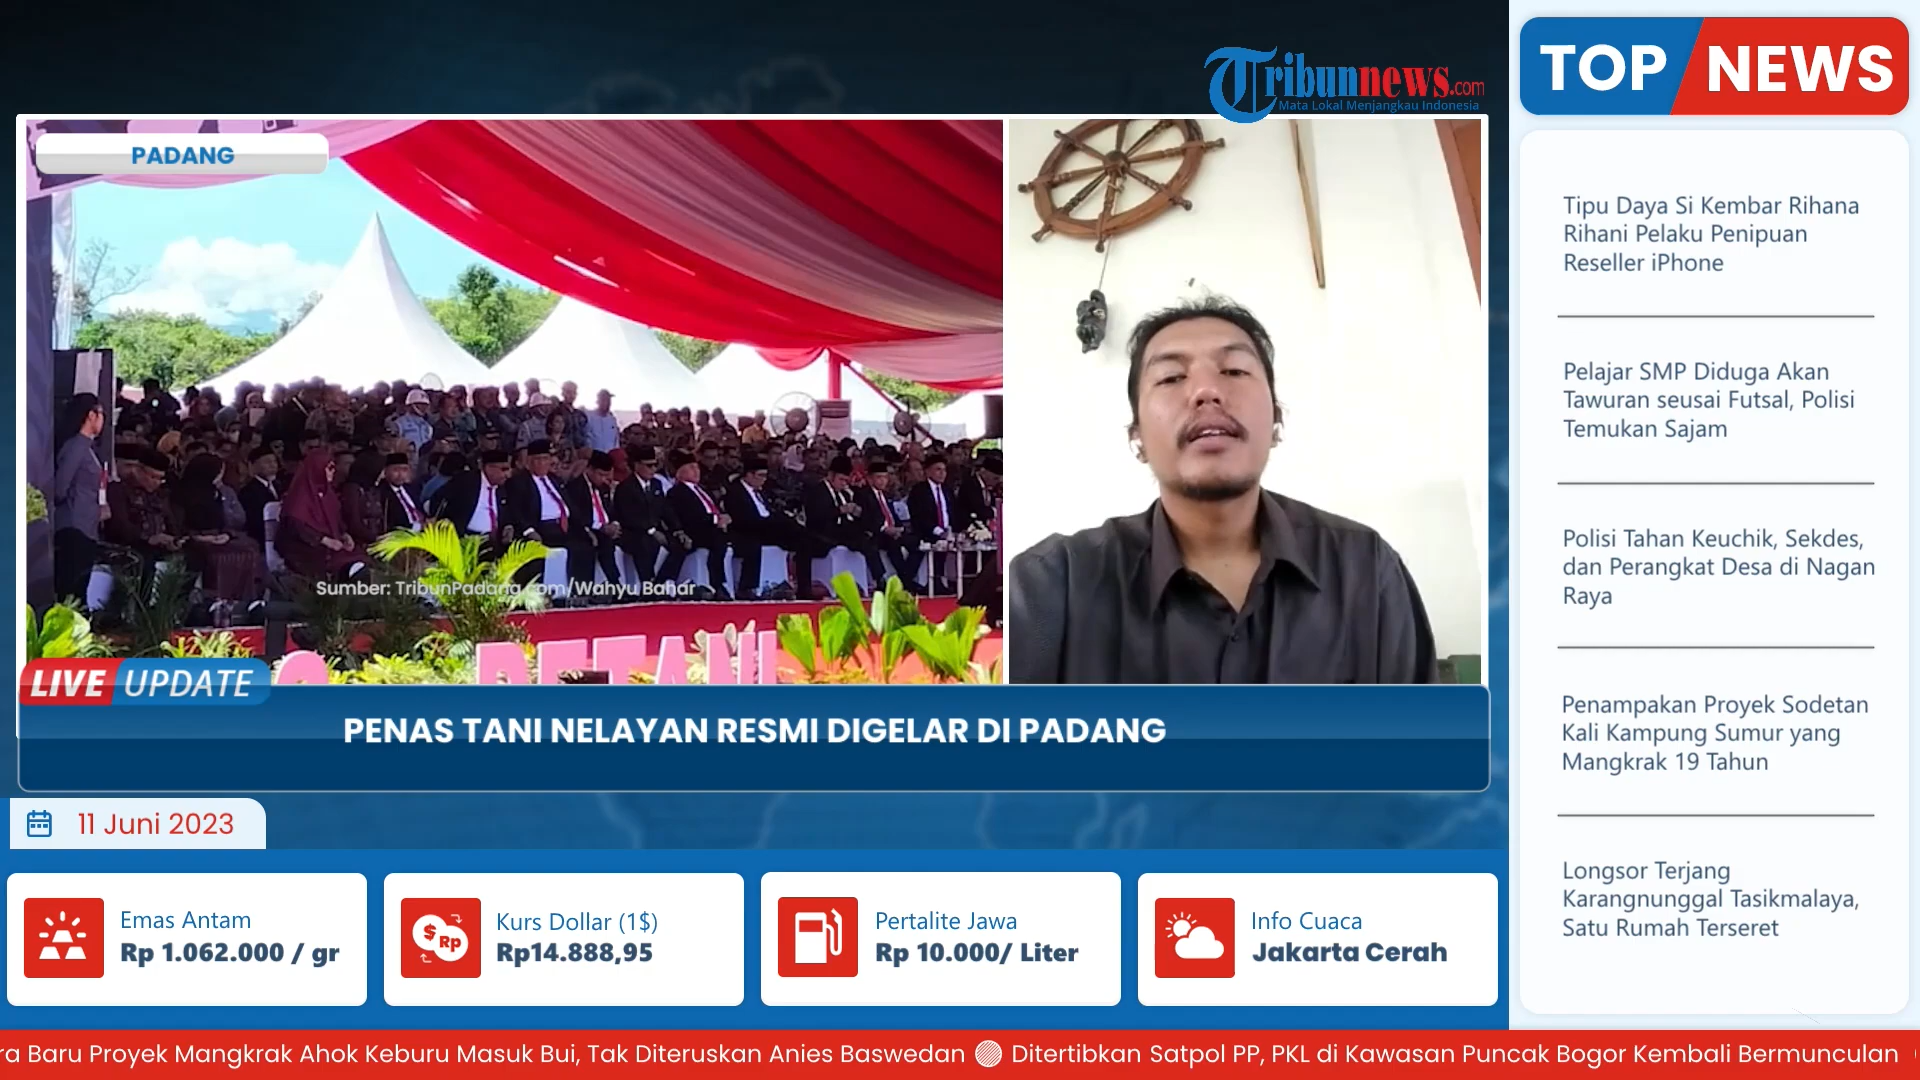 Tribunnews.com
Mata Lokal Menjangkau Indonesia
TOP NEWS
PADANG
Sumber: TribunPadang.com/Wahyu Bahar
PETANI
LIVE UPDATE
PENAS TANI NELAYAN RESMI DIGELAR DI PADANG
11 Juni 2023
Emas Antam
Rp 1.062.000 / gr
Kurs Dollar (1$)
Rp14.888,95
Pertalite Jawa
Rp 10.000/ Liter
Info Cuaca
Jakarta Cerah
Tipu Daya Si Kembar Rihana
Rihani Pelaku Penipuan
Reseller iPhone
Pelajar SMP Diduga Akan
Tawuran seusai Futsal, Polisi
Temukan Sajam
Polisi Tahan Keuchik, Sekdes,
dan Perangkat Desa di Nagan
Raya
Penampakan Proyek Sodetan
Kali Kampung Sumur yang
Mangkrak 19 Tahun
Longsor Terjang
Karangnunggal Tasikmalaya,
Satu Rumah Terseret
ra Baru Proyek Mangkrak Ahok Keburu Masuk Bui, Tak Diteruskan Anies Baswedan Ditertibkan Satpol PP, PKL di Kawasan Puncak Bogor Kembali Bermunculan